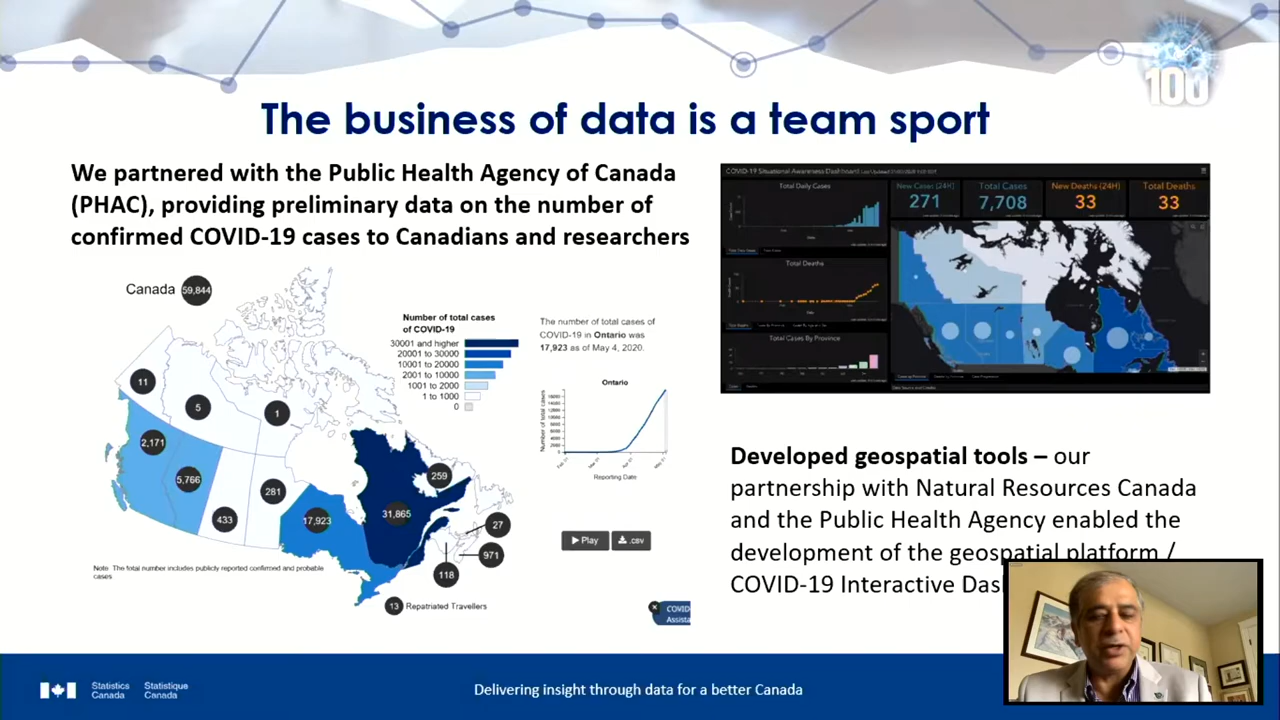 100
The business of data is a team sport
We partnered with the Public Health Agency of Canada
(PHAC), providing preliminary data on the number of
confirmed COVID-19 cases to Canadians and researchers
Canada 59,844
Number of total cases
of COVID-19
30001 and higher
20001 to 30000
10001 to 20000
2001 to 10000
1001 to 2000
1 to 1000
0
The number of total cases of
COVID-19 in Ontario was
17,923 as of May 4, 2020.
Ontario
Number of total cases
Reporting Date
11
5
1
2,171
5,766
433
281
17,923
31,865
259
27
971
118
13 Repatriated Travellers
Note The total number includes publicly reported confirmed and probable
cases
Play
.csv
COVID
Assista
COVID-19 Situational Awareness Dashboard
Total Daily Cases
New Cases (24H)
271
Total Cases
7,708
New Deaths (24H)
33
Total Deaths
33
Total Deaths
Total Cases By Province
Developed geospatial tools – our
partnership with Natural Resources Canada
and the Public Health Agency enabled the
development of the geospatial platform /
COVID-19 Interactive Das
Statistics Statistique
Canada Canada
Delivering insight through data for a better Canada